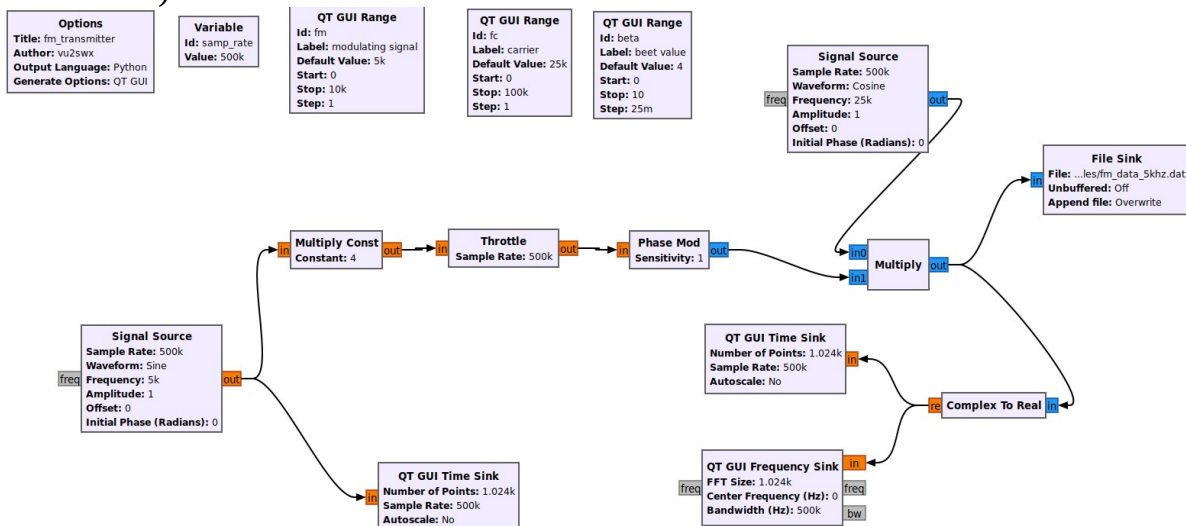 )
Options
Title: fm_transmitter
Author: vu2swx
Output Language: Python
Generate Options: QT GUI
Variable
Id: samp_rate
Value: 500k
QT GUI Range
Id: fm
Label: modulating signal
Default Value: 5k
Start: 0
Stop: 10k
Step: 1
QT GUI Range
Id: fc
Label: carrier
Default Value: 25k
Start: 0
Stop: 100k
Step: 1
QT GUI Range
Id: beta
Label: beet value
Default Value: 4
Start: 0
Stop: 10
Step: 25m
Signal Source
Sample Rate: 500k
Waveform: Cosine
Frequency: 25k
Amplitude: 1
Offset: 0
Initial Phase (Radians): 0
freq
out
File Sink
File: ...les/fm_data_5khz.dat
Unbuffered: Off
Append file: Overwrite
in
Multiply Const
Constant: 4
in
out
Throttle
Sample Rate: 500k
in
out
Phase Mod
Sensitivity: 1
in
out
Multiply
in0
in1
out
Signal Source
Sample Rate: 500k
Waveform: Sine
Frequency: 5k
Amplitude: 1
Offset: 0
Initial Phase (Radians): 0
freq
out
QT GUI Time Sink
Number of Points: 1.024k
Sample Rate: 500k
Autoscale: No
in
Complex To Real
re
in
QT GUI Frequency Sink
FFT Size: 1.024k
Center Frequency (Hz): 0
Bandwidth (Hz): 500k
freq
in
freq
bw
QT GUI Time Sink
Number of Points: 1.024k
Sample Rate: 500k
Autoscale: No
in